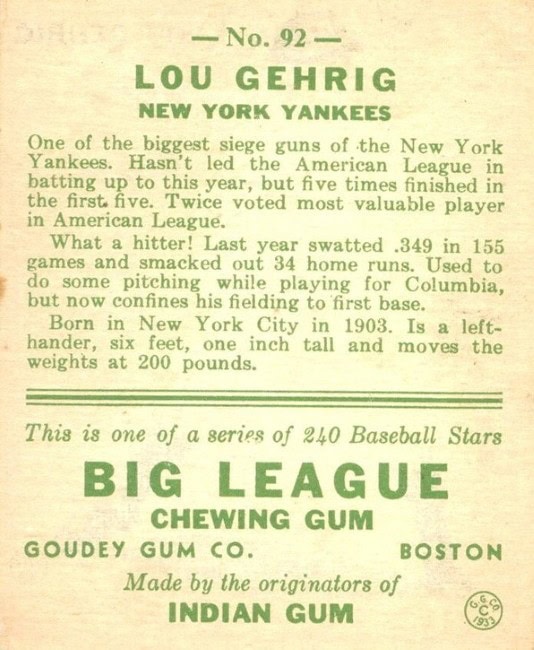 — No. 92 —
LOU GEHRIG
NEW YORK YANKEES
One of the biggest siege guns of the New York
Yankees. Hasn't led the American League in
batting up to this year, but five times finished in
the first five. Twice voted most valuable player
in American League.
What a hitter! Last year swatted .349 in 155
games and smacked out 34 home runs. Used to
do some pitching while playing for Columbia,
but now confines his fielding to first base.
Born in New York City in 1903. Is a left-
hander, six feet, one inch tall and moves the
weights at 200 pounds.
This is one of a series of 240 Baseball Stars
BIG LEAGUE
CHEWING GUM
GOUDEY GUM CO. BOSTON
Made by the originators of
INDIAN GUM
G. G. Co.
C
1933